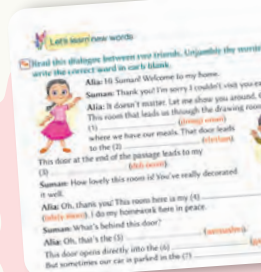 Let's learn new words
Read this dialogue between two friends. Unjumble the words
write the correct word in each blank.
Alia: Hi Suman! Welcome to my home.
Suman: Thank you! I'm sorry I couldn't visit you
Alia: It doesn't matter. Let me show you around.
This room that leads us through the drawing room
(1)
where we have our meals. That door leads
to the (2)
This door at the end of the passage leads to my
(3)
Suman: How lovely this room is! You've really decorated
it well.
Alia: Oh, thank you! This room here is my (4)
I do my homework here in peace.
Suman: What's behind this door?
Alia: Oh, that's the (5)
This door opens directly into the (6)
But sometimes our car is parked in the (7)